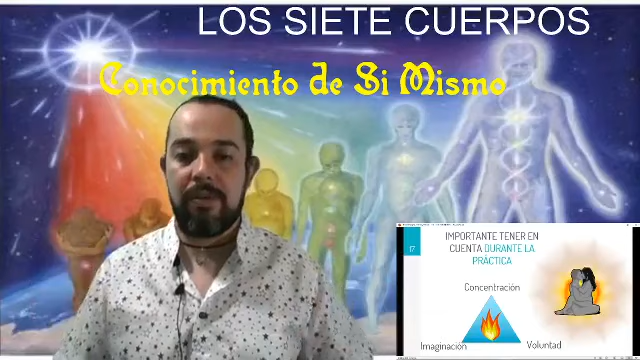 LOS SIETE CUERPOS
Conocimiento de Si Mismo
17
IMPORTANTE TENER EN
CUENTA DURANTE LA
PRÁCTICA
Concentración
Imaginación
Voluntad